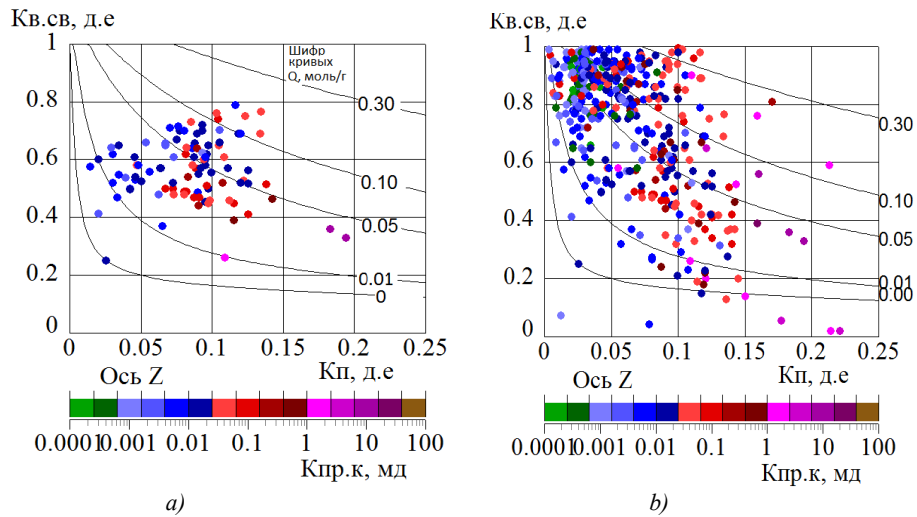 Кв.св, д.е
1
0.8
0.6
0.4
0.2
0
Шифр
кривых
Q, моль/г
0.30
0.10
0.05
0.01
0
0 0.05 0.1 0.15 0.2 0.25
Ось Z
Кп, д.е
0.0001 0.001 0.01 0.1 1 10 100
Кпр.к, мд
а)
Кв.св, д.е
1
0.8
0.6
0.4
0.2
0
0.30
0.10
0.05
0.01
0.00
0 0.05 0.1 0.15 0.2 0.25
Ось Z
Кп, д.е
0.0001 0.001 0.01 0.1 1 10 100
Кпр.к, мд
b)